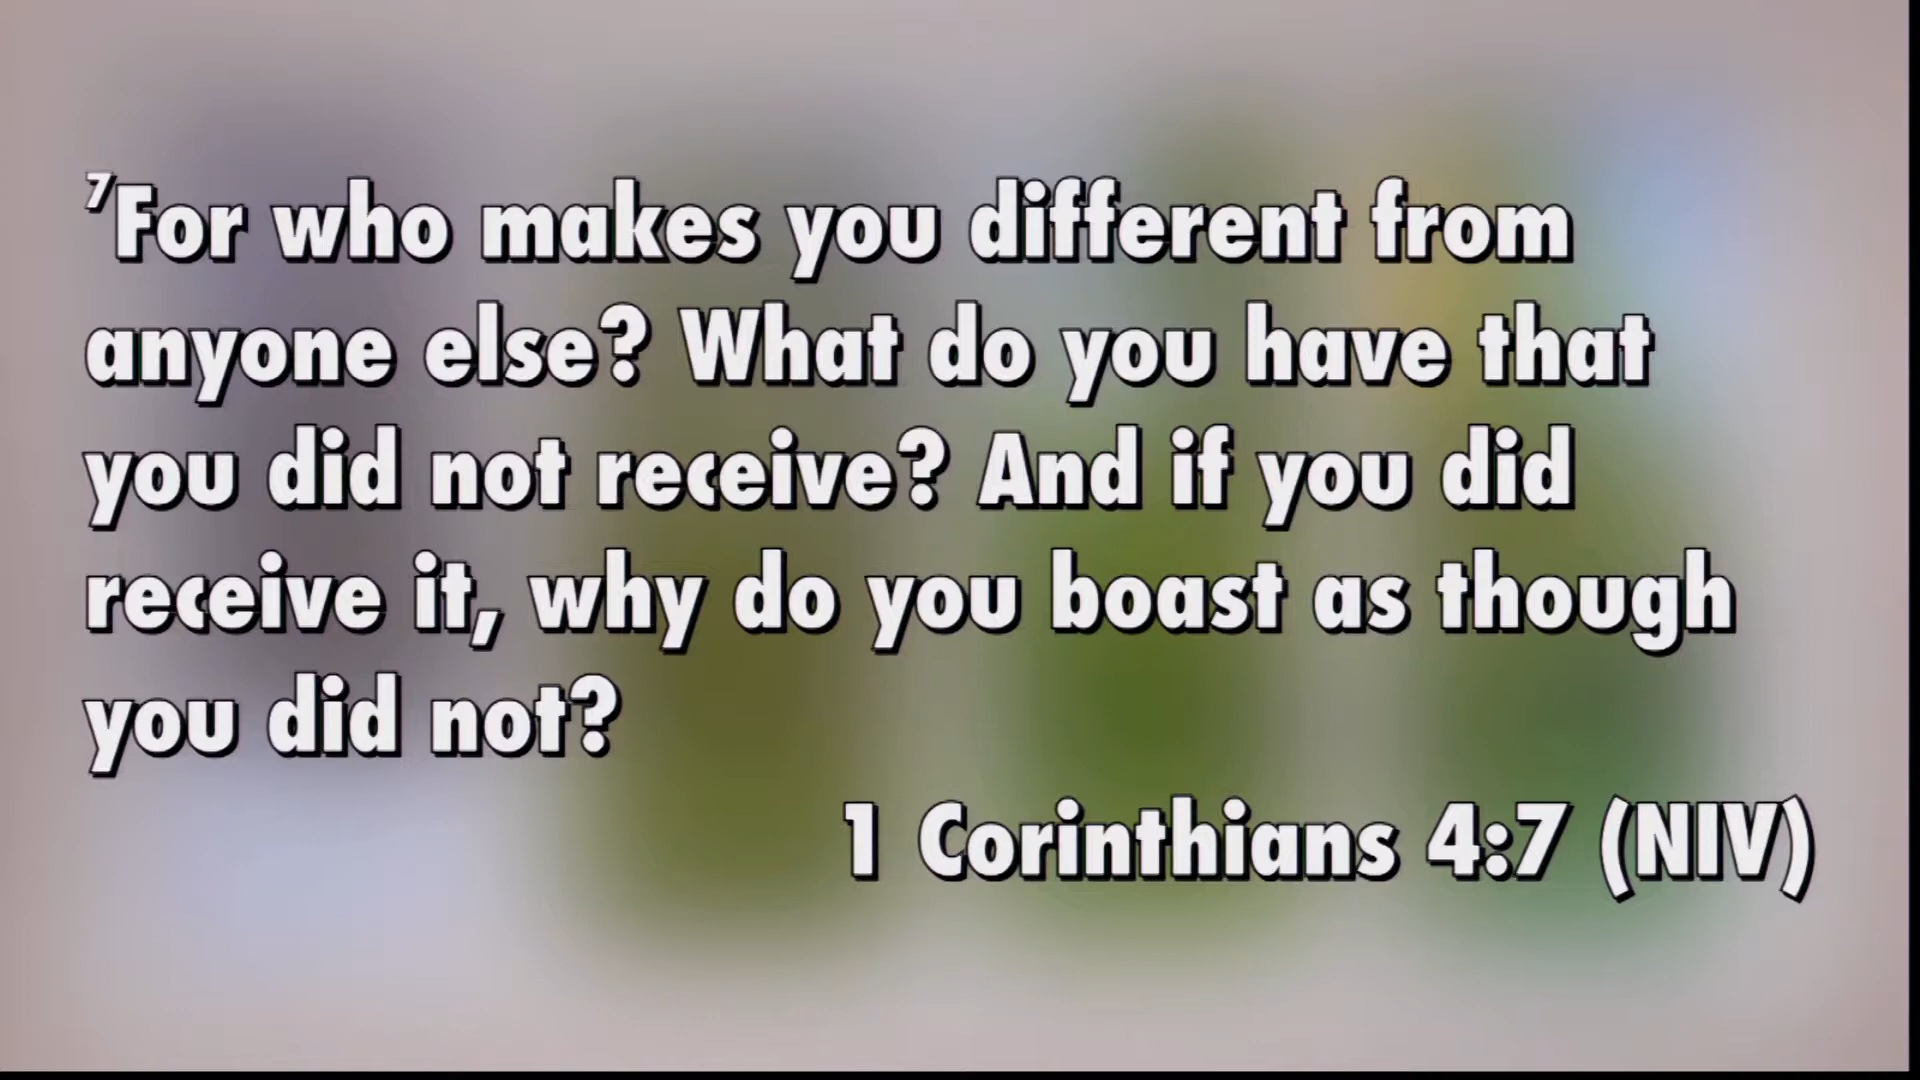 ⁷For who makes you different from
anyone else? What do you have that
you did not receive? And if you did
receive it, why do you boast as though
you did not?
1 Corinthians 4:7 (NIV)